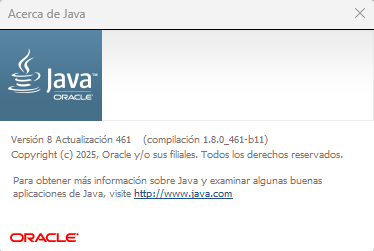 Acerca de Java
Java™
ORACLE
Versión 8 Actualización 461 (compilación 1.8.0_461-b11)
Copyright (c) 2025, Oracle y/o sus filiales. Todos los derechos reservados.
Para obtener más información sobre Java y examinar algunas buenas
aplicaciones de Java, visite http://www.java.com
ORACLE